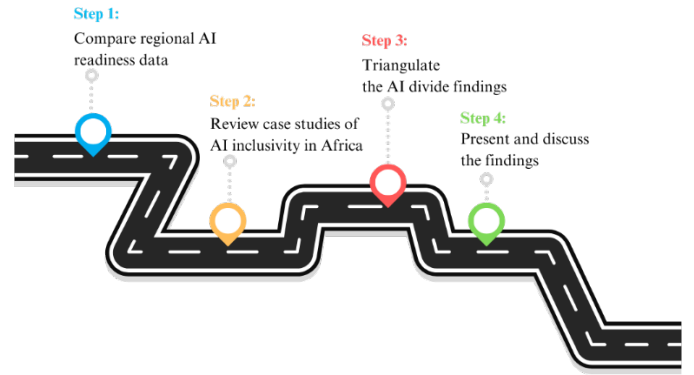 Step 1:
Compare regional AI
readiness data
Step 2:
Review case studies of
AI inclusivity in Africa
Step 3:
Triangulate
the AI divide findings
Step 4:
Present and discuss
the findings